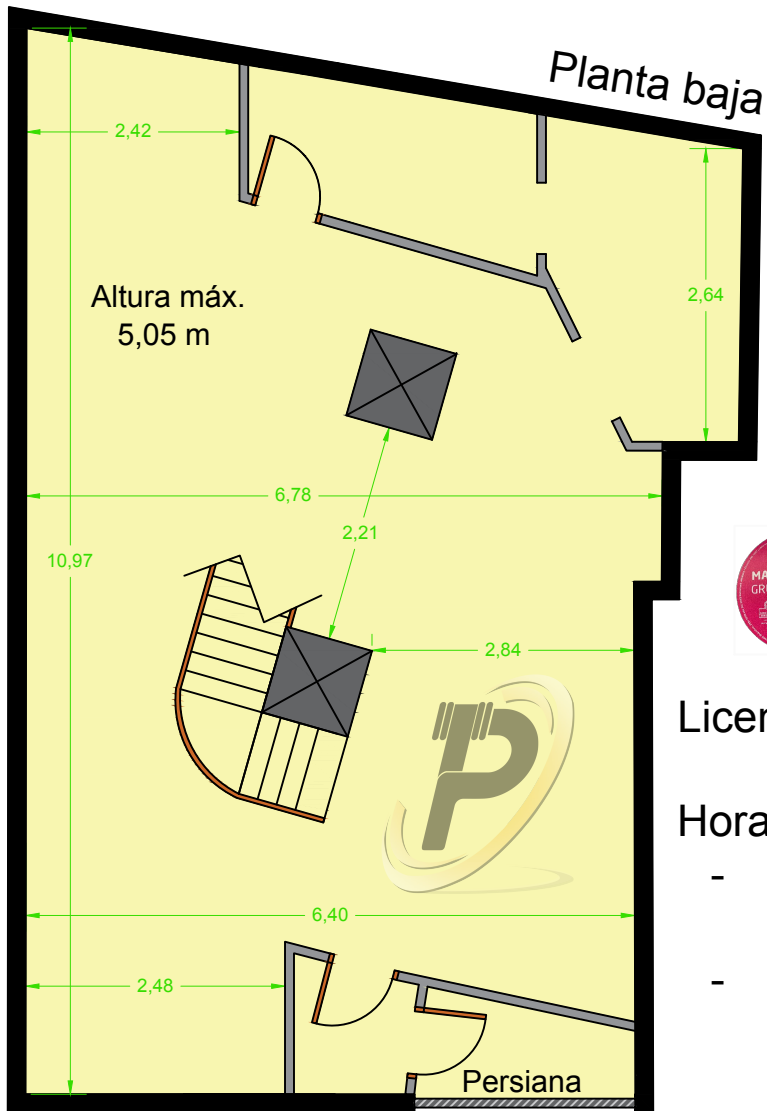 Planta baja
2,42
2,64
Altura máx.
5,05 m
6,78
2,21
10,97
2,84
6,40
2,48
Persiana
-
-